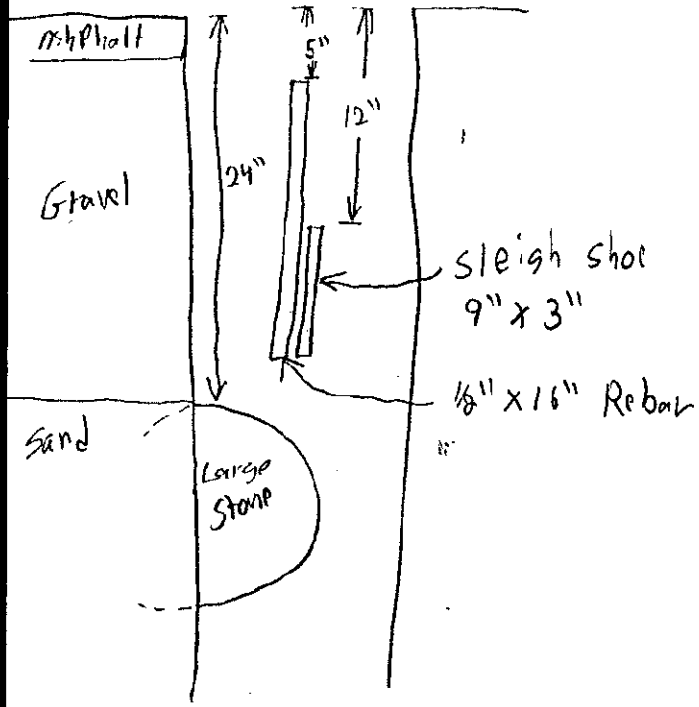 Ashphalt
5"
12"
24"
Gravel
Sleigh Shoe
9" X 3"
1/2" X 16" Rebar
Sand
Large
Stone